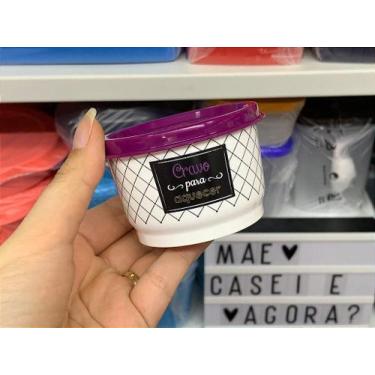 Cravo
para
aquecer
MAE ♥
CASEI E
♥ AGORA?